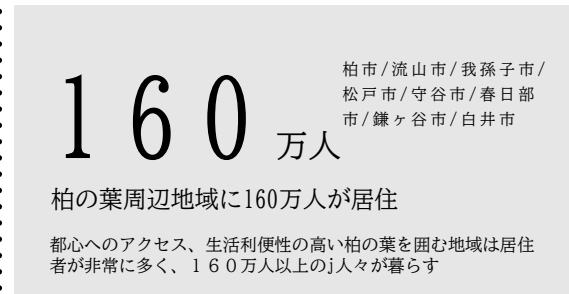 160万人
柏市/流山市/我孫子市/
松戸市/守谷市/春日部
市/鎌ヶ谷市/白井市
柏の葉周辺地域に160万人が居住
都心へのアクセス、生活利便性の高い柏の葉を囲む地域は居住
者が非常に多く、１６０万人以上のj人々が暮らす